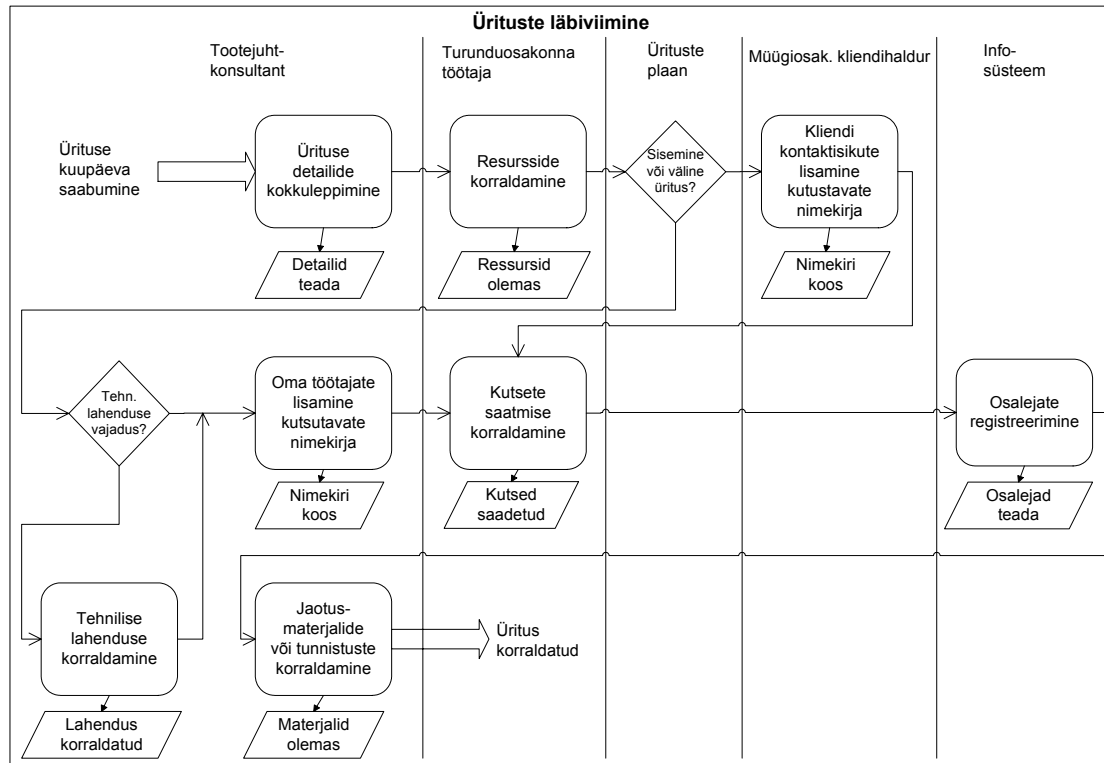 Ürituste läbiviimine
Tootejuht-
konsultant
Turunduosakonna
töötaja
Ürituste
plaan
Müügiosak. kliendihaldur
Info-
süsteem
Ürituse
kuupäeva
saabumine
Ürituse
detailide
kokkuleppimine
Resursside
korraldamine
Sisemine
või väline
üritus?
Kliendi
kontaktisikute
lisamine
kutustavate
nimekirja
Detailid
teada
Ressursid
olemas
Nimekiri
koos
Tehn.
lahenduse
vajadus?
Oma töötajate
lisamine
kutsutavate
nimekirja
Kutsete
saatmise
korraldamine
Osalejate
registreerimine
Nimekiri
koos
Kutsed
saadetud
Osalejad
teada
Tehnilise
lahenduse
korraldamine
Jaotus-
materjalide
või tunnistuste
korraldamine
Üritus
korraldatud
Lahendus
korraldatud
Materjalid
olemas